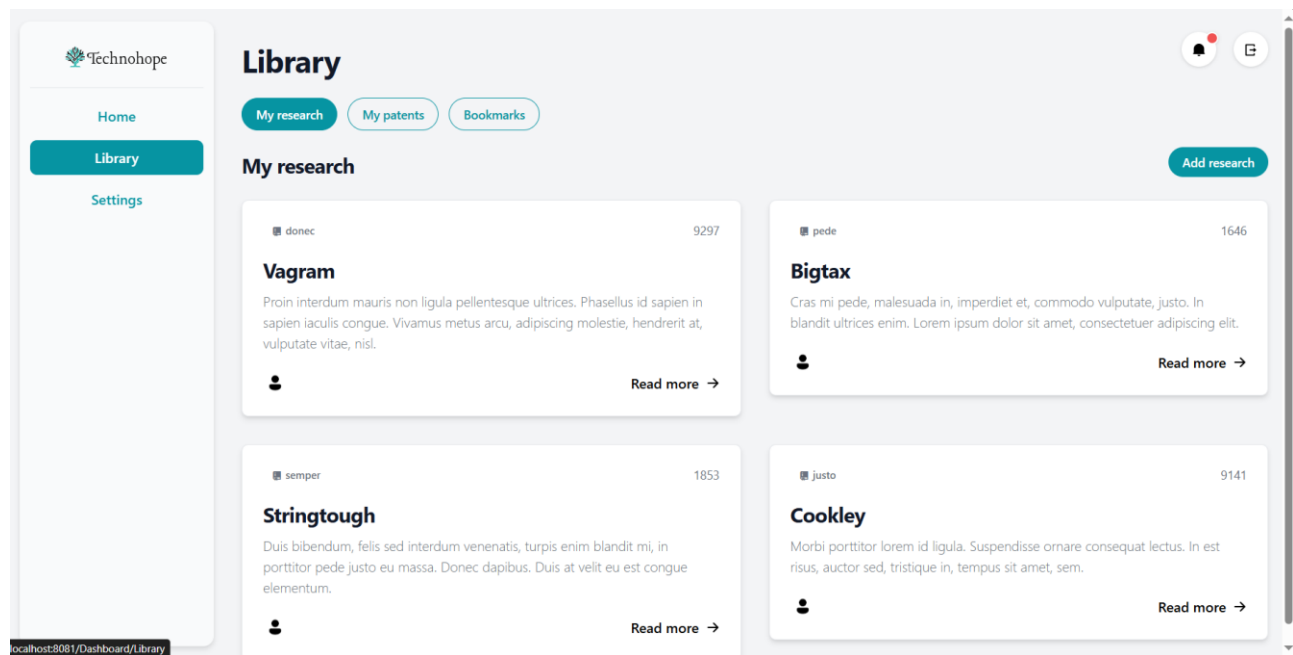 Technohope
Home
Library
Settings
Library
My research
My patents
Bookmarks
My research
Add research
donec
9297
Vagram
Proin interdum mauris non ligula pellentesque ultrices. Phasellus id sapien in
sapien iaculis congue. Vivamus metus arcu, adipiscing molestie, hendrerit at,
vulputate vitae, nisl.
Read more →
pede
1646
Bigtax
Cras mi pede, malesuada in, imperdiet et, commodo vulputate, justo. In
blandit ultrices enim. Lorem ipsum dolor sit amet, consectetuer adipiscing elit.
Read more →
semper
1853
Stringtough
Duis bibendum, felis sed interdum venenatis, turpis enim blandit mi, in
porttitor pede justo eu massa. Donec dapibus. Duis at velit eu est congue
elementum.
Read more →
justo
9141
Cookley
Morbi porttitor lorem id ligula. Suspendisse ornare consequat lectus. In est
risus, auctor sed, tristique in, tempus sit amet, sem.
Read more →
localhost:8081/Dashboard/Library